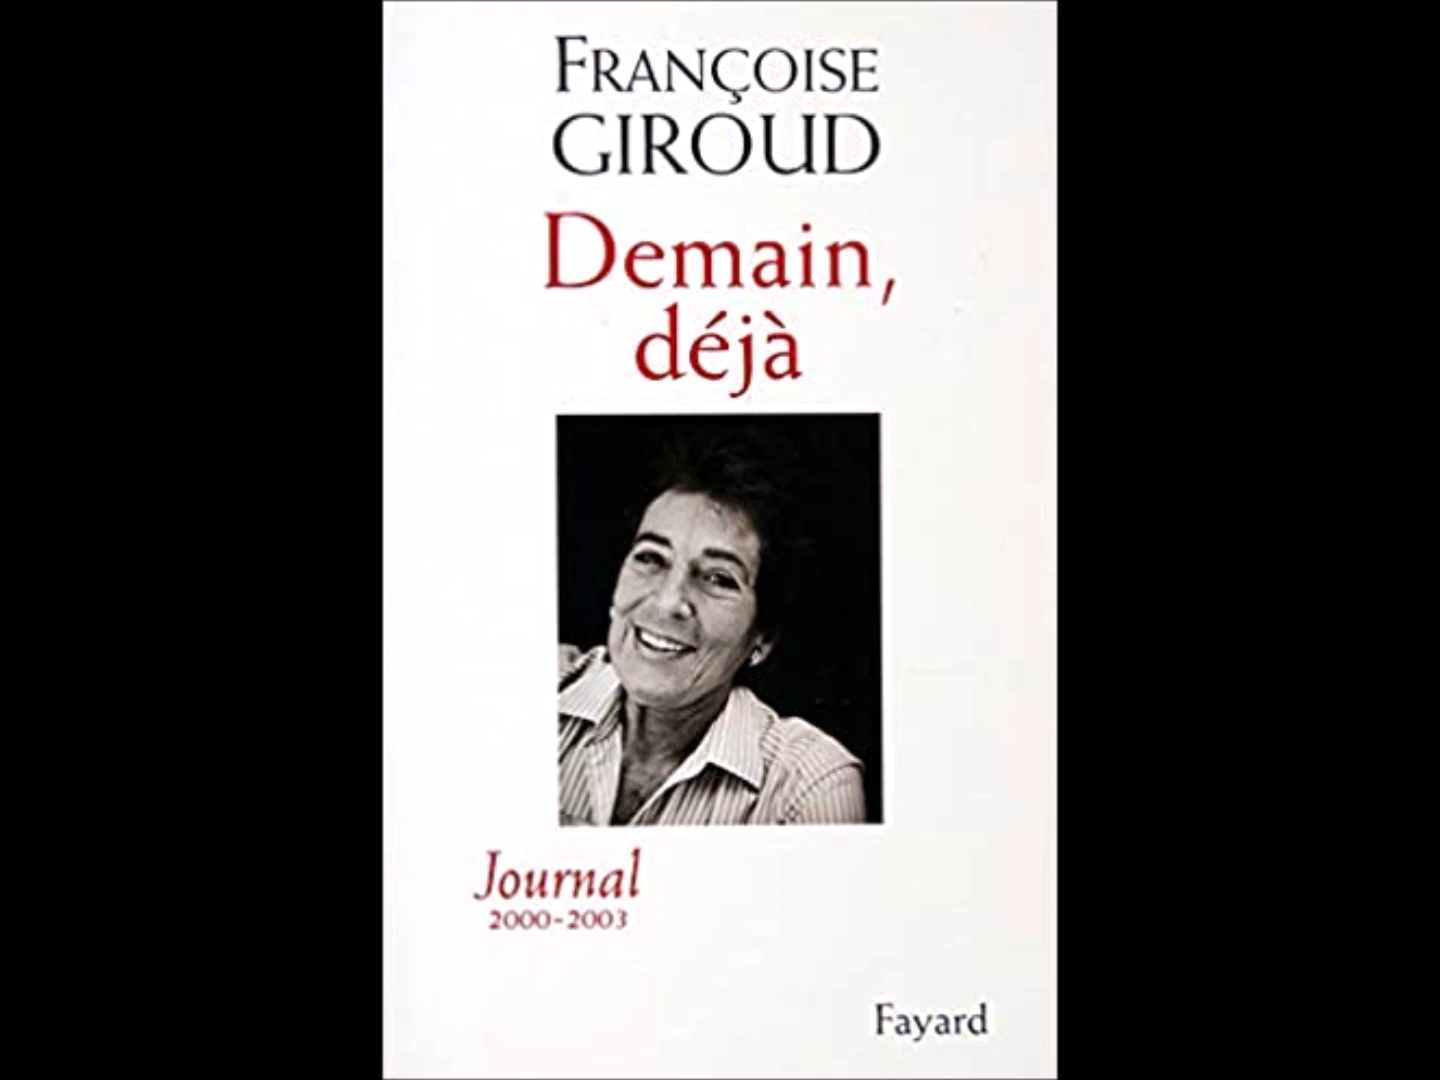 FRANÇOISE
GIROUD
Demain,
déjà
Journal
2000-2003
Fayard